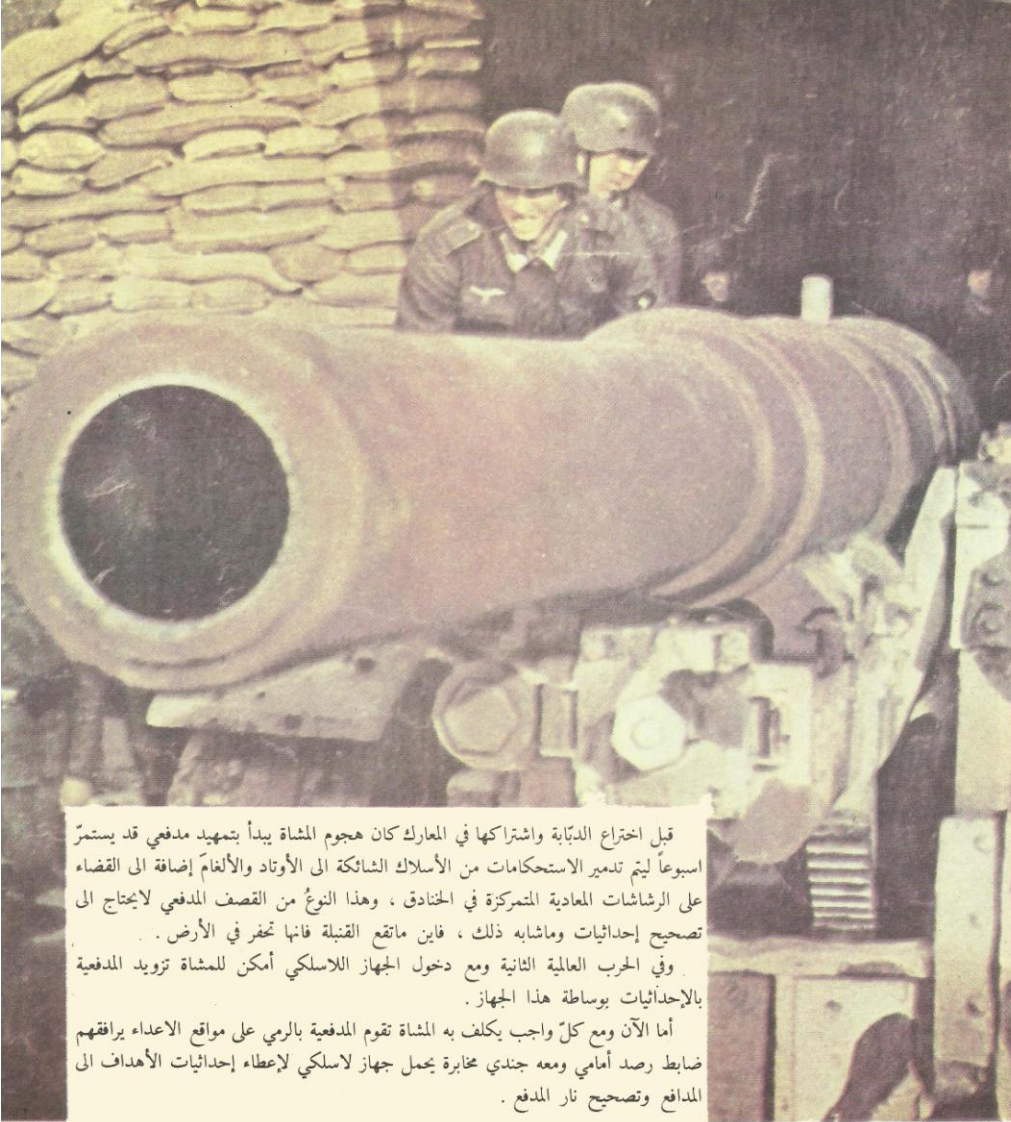 قبل اختراع الدبّابة واشتراكها في المعارك كان هجوم المشاة يبدأ بتمهيد مدفعي قد يستمرّ
اسبوعاً ليتم تدمير الاستحكامات من الأسلاك الشائكة الى الأوتاد والألغامَ إضافة الى القضاء
على الرشاشات المعادية المتمركزة في الخنادق ، وهذا النوعُ من القصف المدفعي لايحتاج الى
تصحيح إحداثيات وماشابه ذلك ، فاين ماتقع القنبلة فانها تحفر في الأرض .
وفي الحرب العالمية الثانية ومع دخول الجهاز اللاسلكي أمكن للمشاة تزويد المدفعية
بالإحداثيات بوساطة هذا الجهاز .
أما الآن ومع كلّ واجب يكلف به المشاة تقوم المدفعية بالرمي على مواقع الاعداء يرافقهم
ضابط رصد أمامي ومعه جندي مخابرة يحمل جهاز لاسلكي لإعطاء إحداثيات الأهداف الى
المدافع وتصحيح نار المدفع .